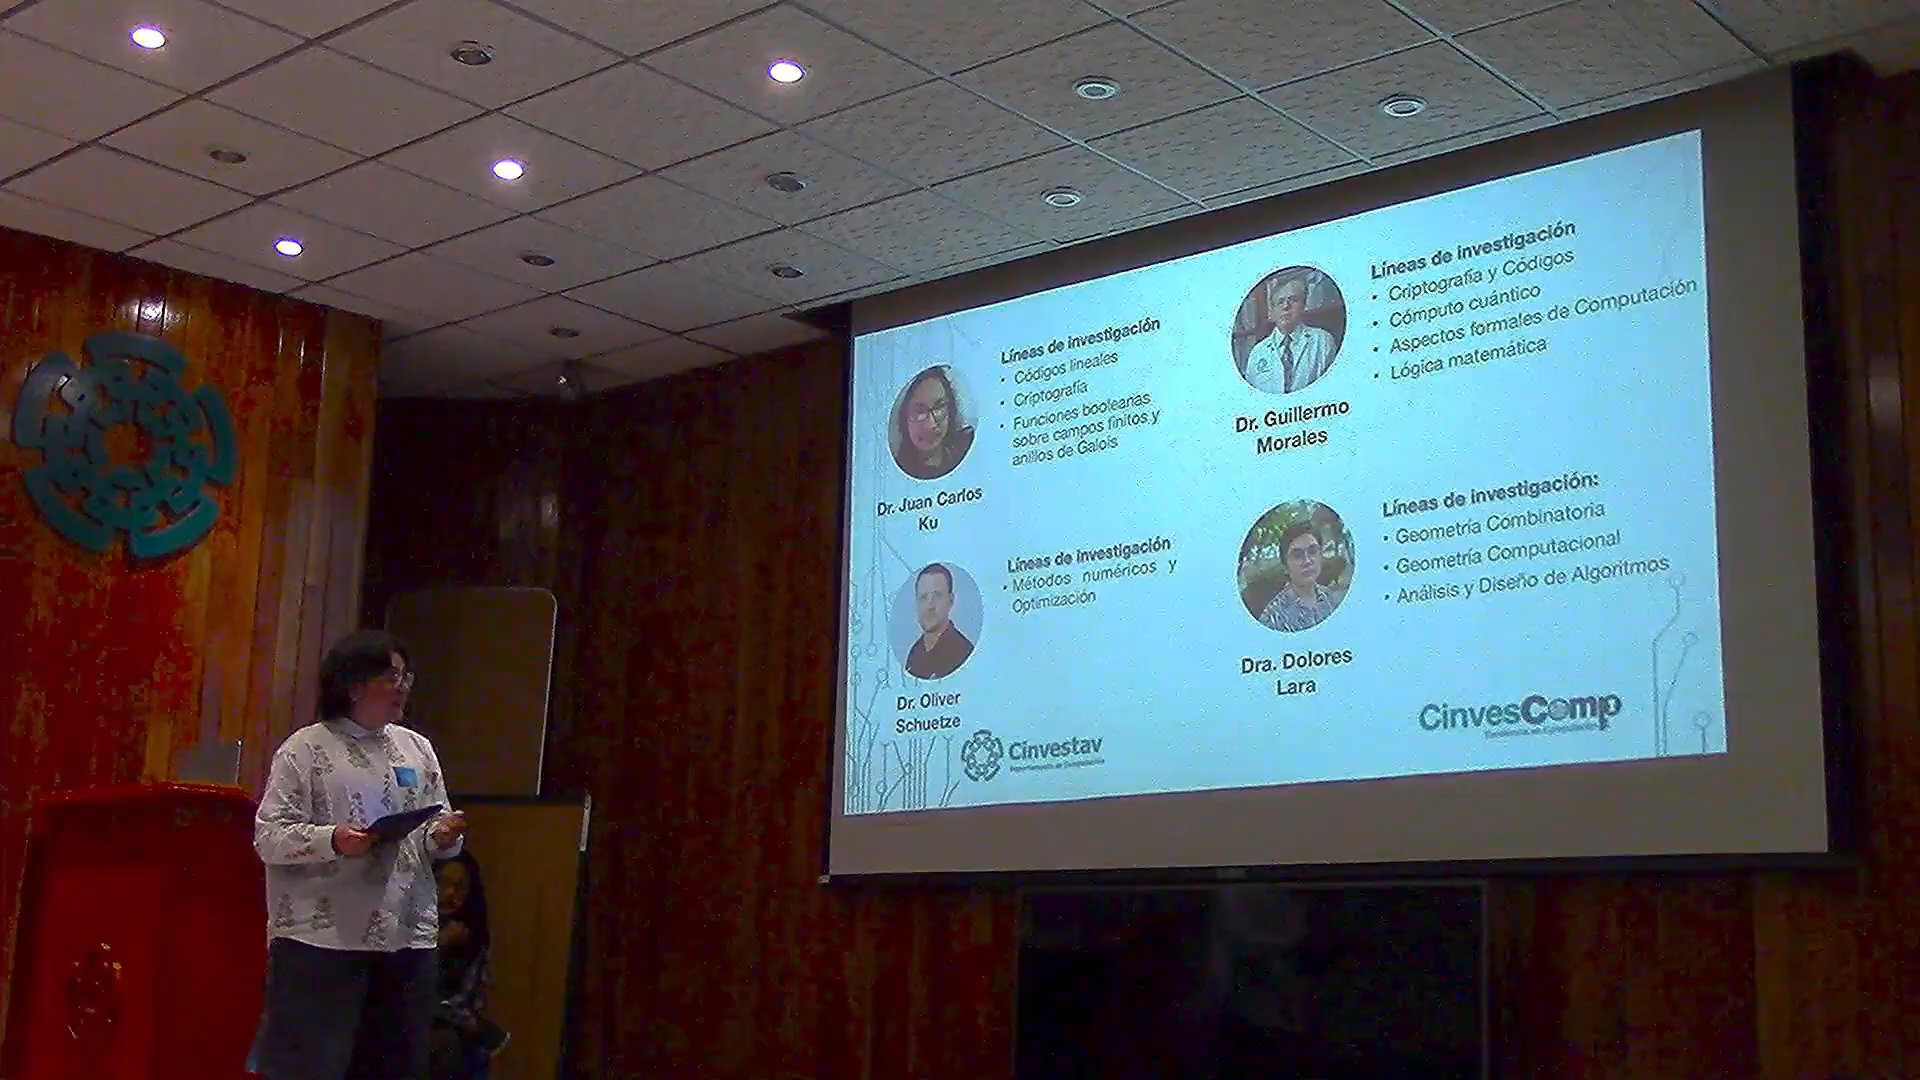 Líneas de investigación
• Códigos lineales
• Criptografía
• Funciones booleanas
sobre campos finitos y
anillos de Galois
Dr. Juan Carlos
Ku
Líneas de investigación
• Criptografía y Códigos
• Cómputo cuántico
• Aspectos formales de Computación
• Lógica matemática
Dr. Guillermo
Morales
Líneas de investigación
• Métodos numéricos y
Optimización
Dr. Oliver
Schuetze
Líneas de investigación:
• Geometría Combinatoria
• Geometría Computacional
• Análisis y Diseño de Algoritmos
Dra. Dolores
Lara
Cinvestav
Departamento de Computación
CinvesComp